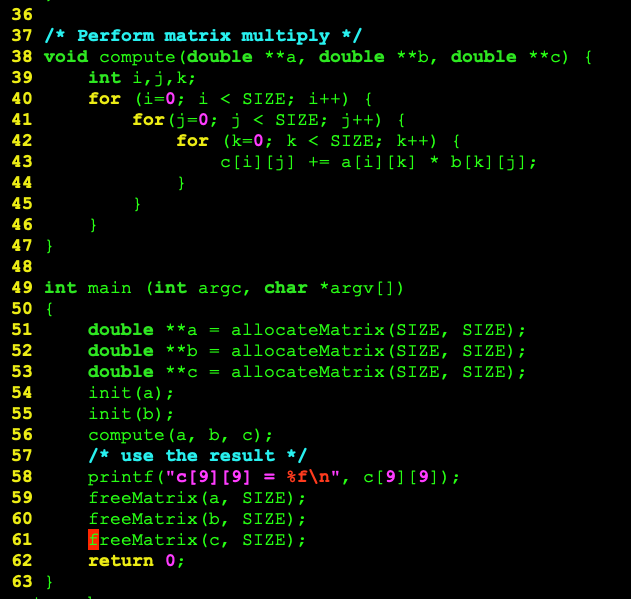 36
37 /* Perform matrix multiply */
38 void compute(double **a, double **b, double **c) {
39     int i,j,k;
40     for (i=0; i < SIZE; i++) {
41         for(j=0; j < SIZE; j++) {
42             for (k=0; k < SIZE; k++) {
43                 c[i][j] += a[i][k] * b[k][j];
44             }
45         }
46     }
47 }
48
49 int main (int argc, char *argv[])
50 {
51     double **a = allocateMatrix(SIZE, SIZE);
52     double **b = allocateMatrix(SIZE, SIZE);
53     double **c = allocateMatrix(SIZE, SIZE);
54     init(a);
55     init(b);
56     compute(a, b, c);
57     /* use the result */
58     printf("c[9][9] = %f\n", c[9][9]);
59     freeMatrix(a, SIZE);
60     freeMatrix(b, SIZE);
61     freeMatrix(c, SIZE);
62     return 0;
63 }